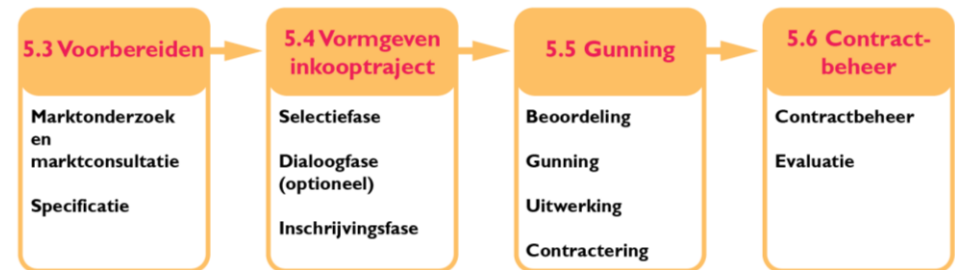 5.3 Voorbereiden
Marktonderzoek
en
marktconsultatie
Specificatie
5.4 Vormgeven
inkooptraject
Selectiefase
Dialoogfase
(optioneel)
Inschrijvingsfase
5.5 Gunning
Beoordeling
Gunning
Uitwerking
Contractering
5.6 Contract-
beheer
Contractbeheer
Evaluatie